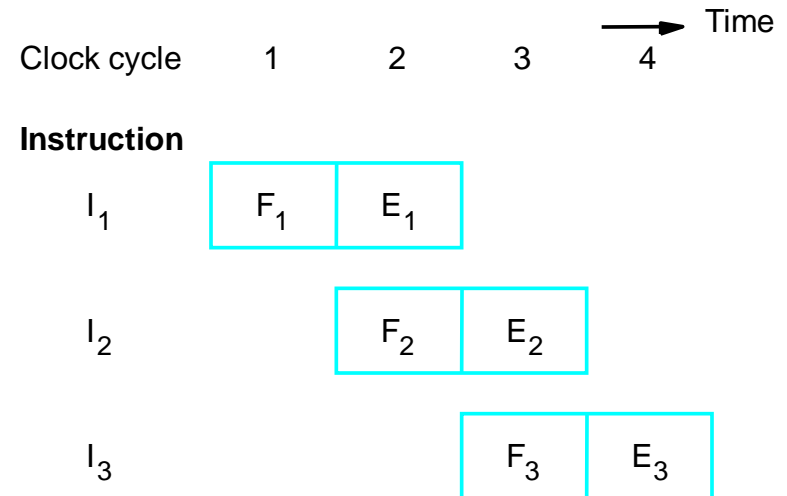 Time
Clock cycle 1 2 3 4
Instruction
I₁ F₁ E₁
I₂ F₂ E₂
I₃ F₃ E₃